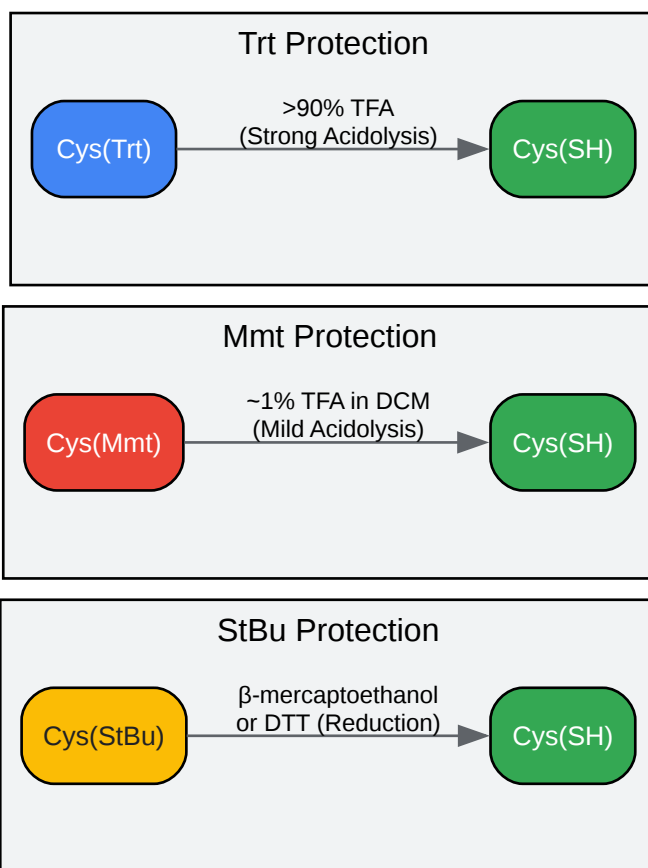 Trt Protection
>90% TFA
(Strong Acidolysis)
Cys(Trt)
Cys(SH)
Mmt Protection
~1% TFA in DCM
(Mild Acidolysis)
Cys(Mmt)
Cys(SH)
StBu Protection
β-mercaptoethanol
or DTT (Reduction)
Cys(StBu)
Cys(SH)